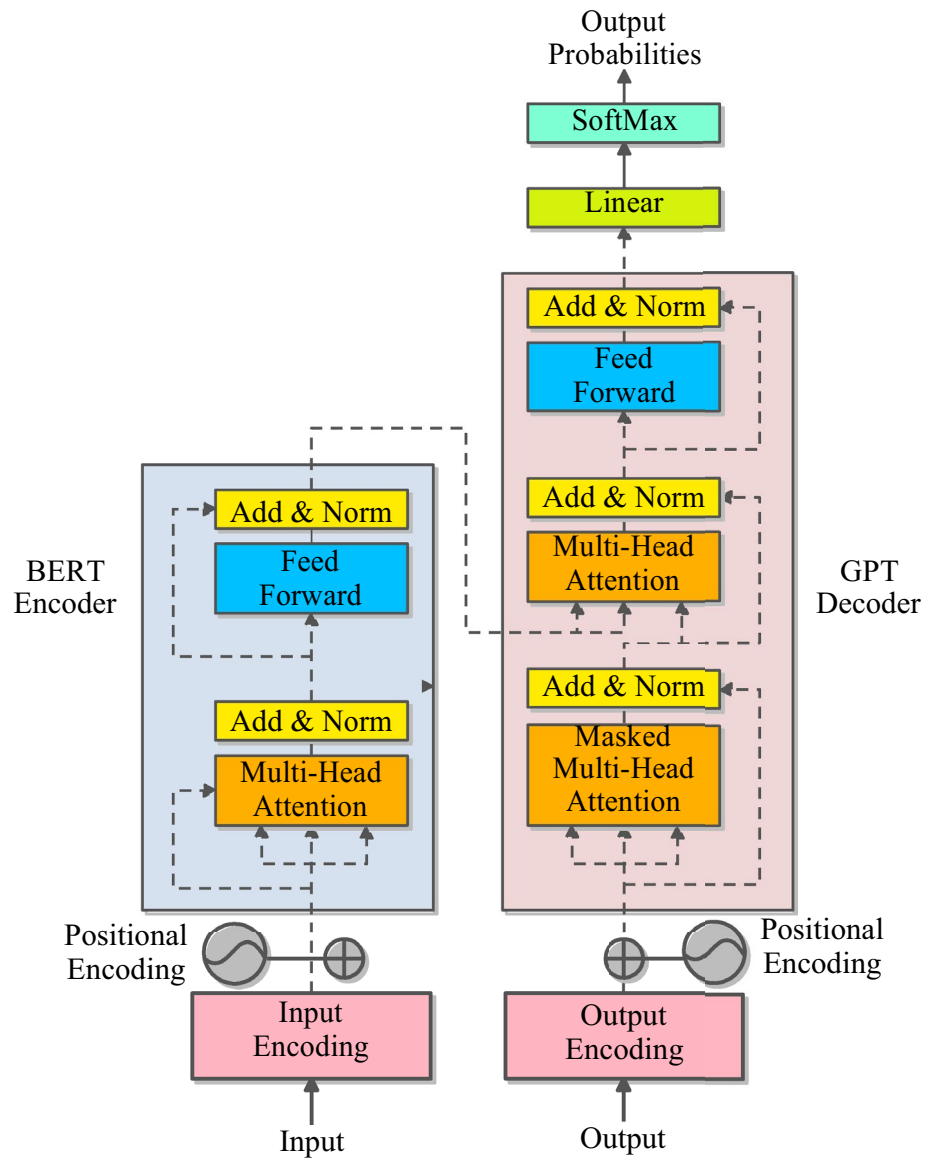 Output
Probabilities
SoftMax
Linear
Add & Norm
Feed
Forward
Add & Norm
Multi-Head
Attention
Add & Norm
Masked
Multi-Head
Attention
GPT
Decoder
Positional
Encoding
Output
Encoding
Output
BERT
Encoder
Add & Norm
Feed
Forward
Add & Norm
Multi-Head
Attention
Positional
Encoding
Input
Encoding
Input